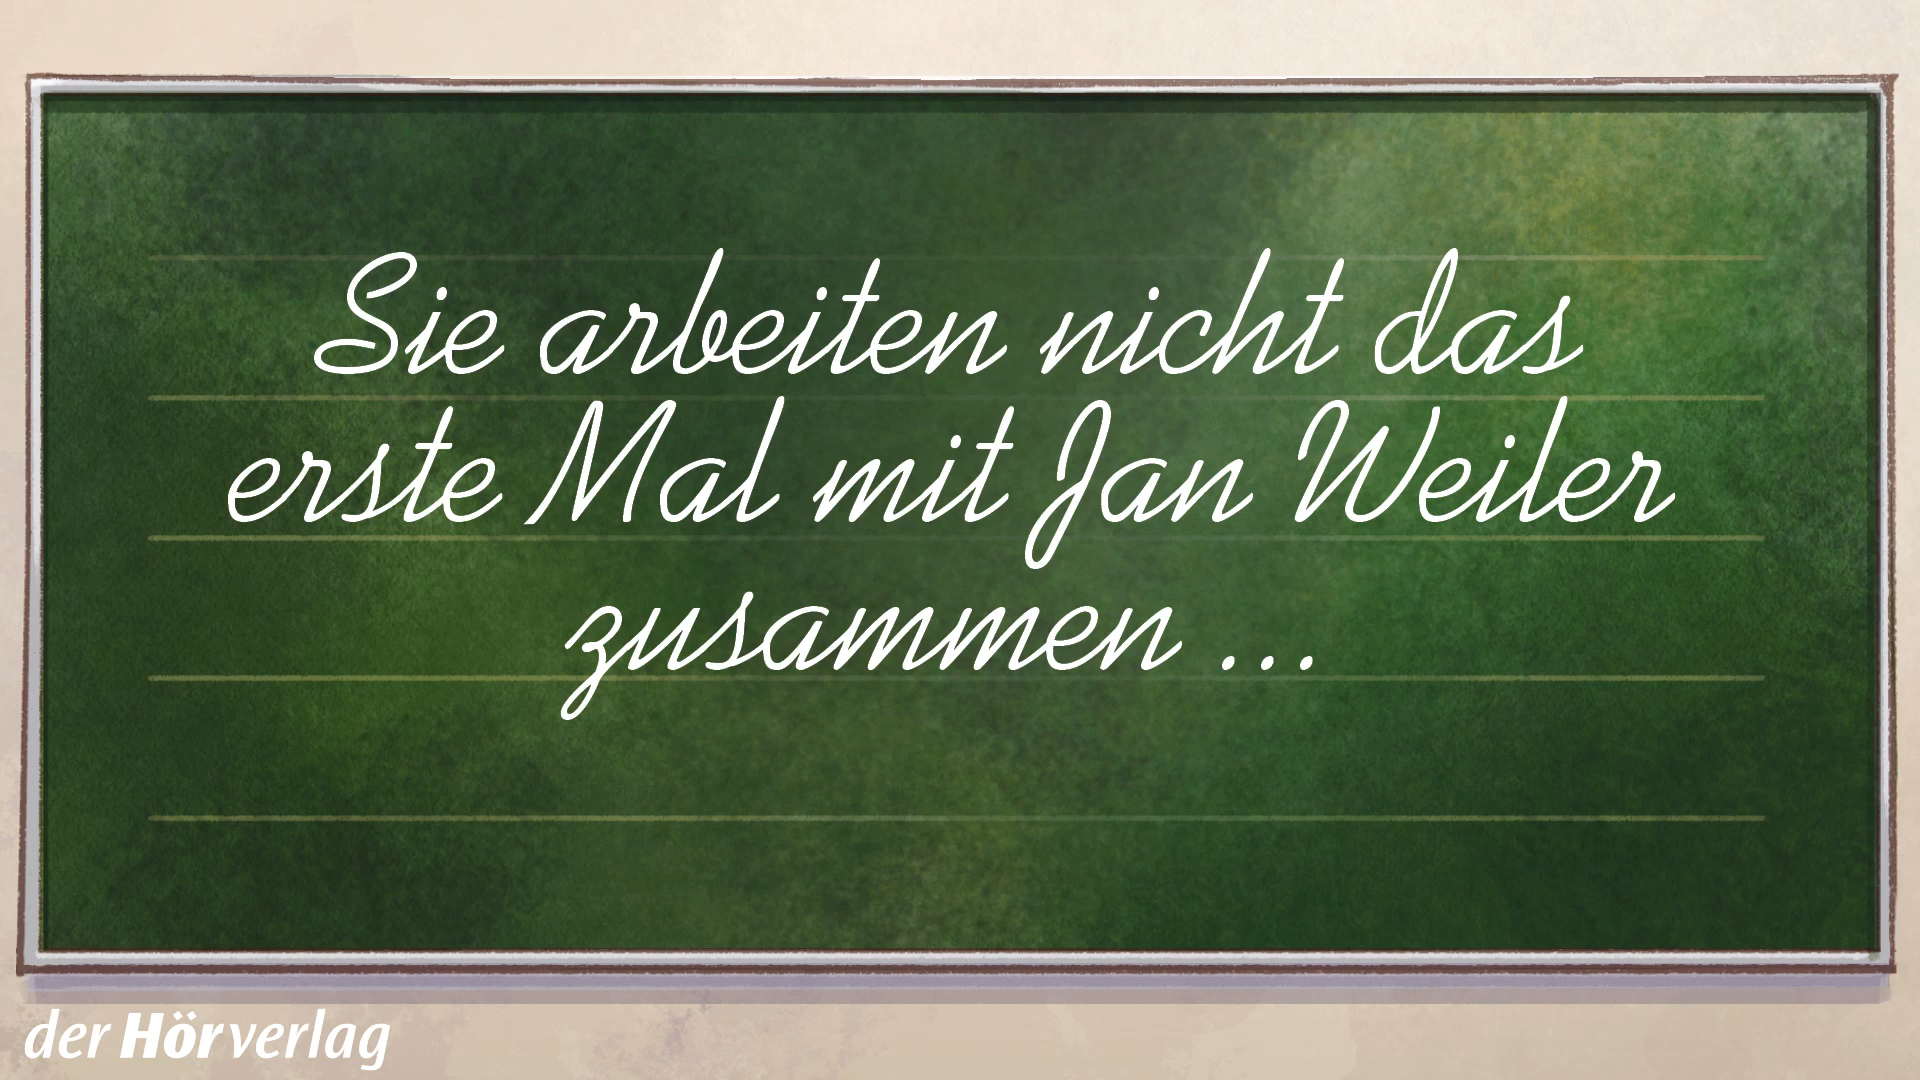 Sie arbeiten nicht das
erste Mal mit Jan Weiler
zusammen ...
der Hörverlag